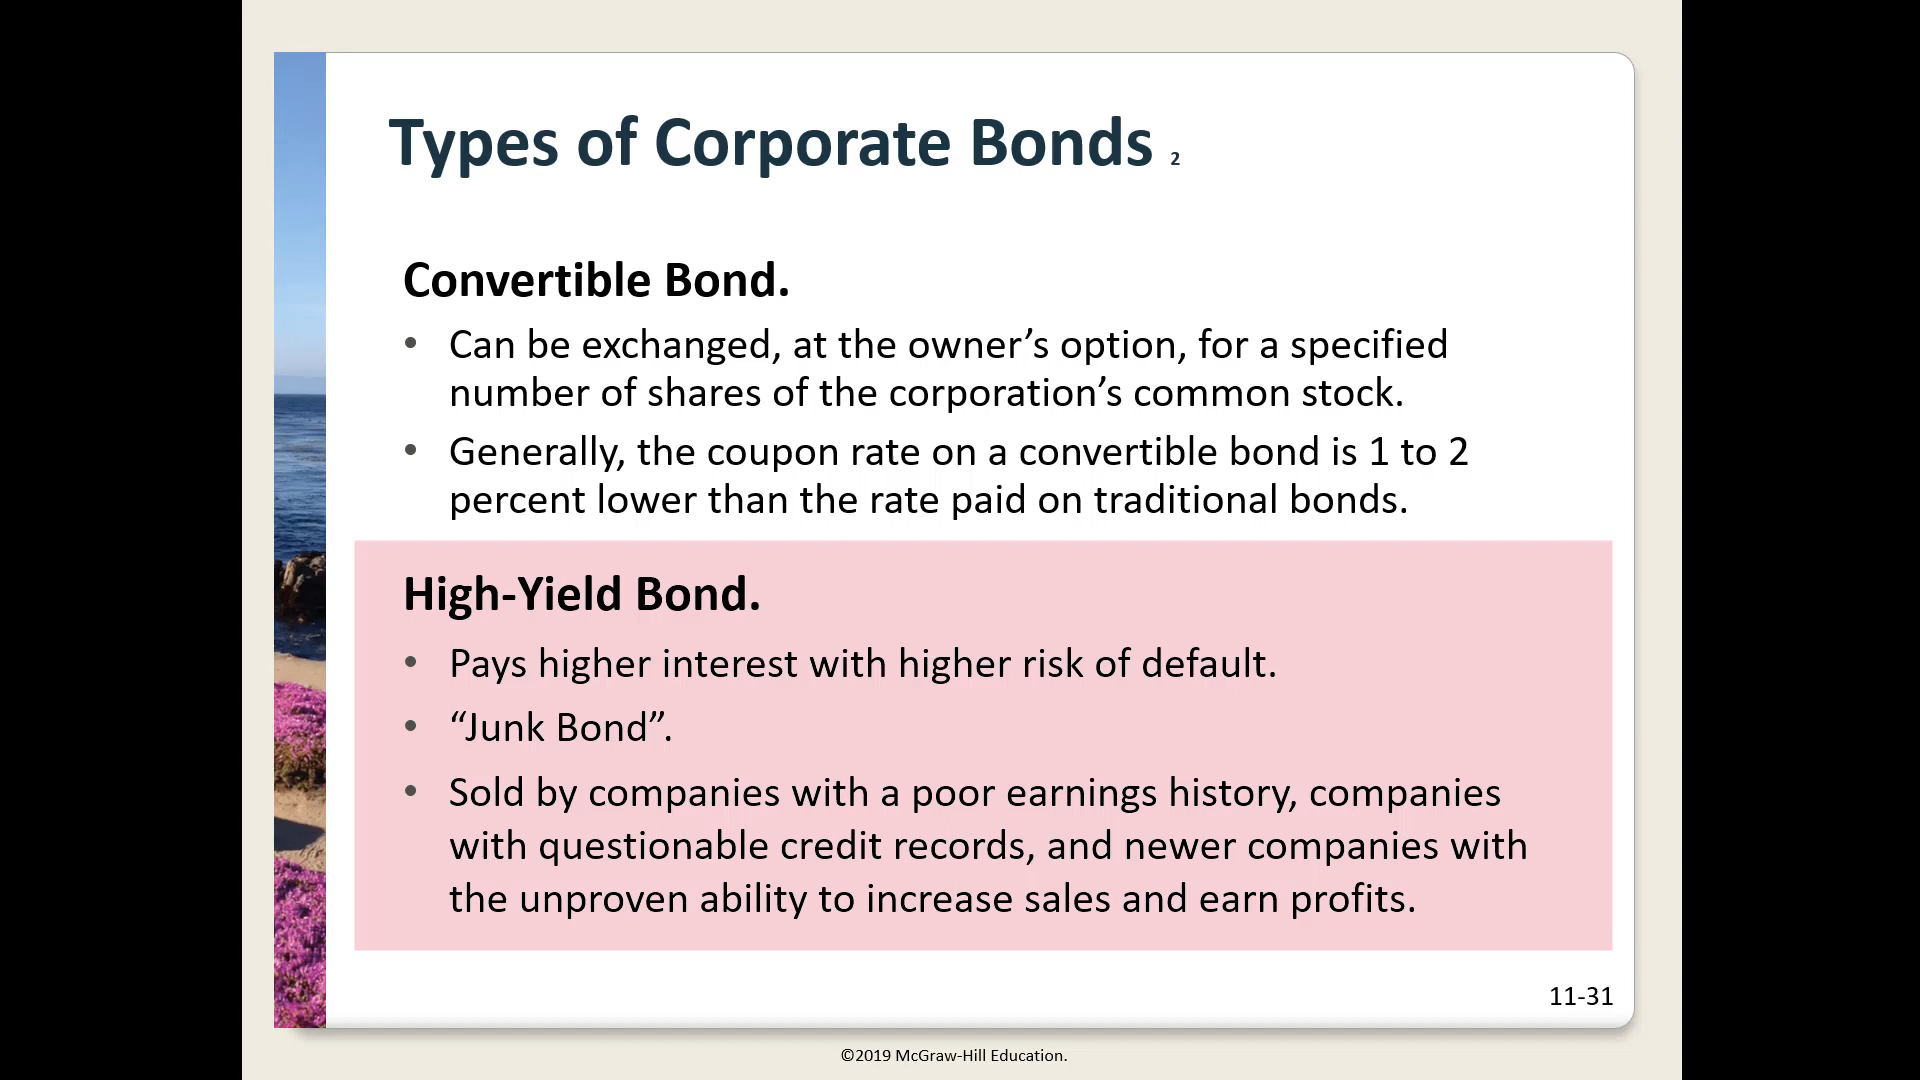 Types of Corporate Bonds 2
Convertible Bond.
• Can be exchanged, at the owner’s option, for a specified
number of shares of the corporation’s common stock.
• Generally, the coupon rate on a convertible bond is 1 to 2
percent lower than the rate paid on traditional bonds.
High-Yield Bond.
• Pays higher interest with higher risk of default.
• “Junk Bond”.
• Sold by companies with a poor earnings history, companies
with questionable credit records, and newer companies with
the unproven ability to increase sales and earn profits.
11-31
©2019 McGraw-Hill Education.